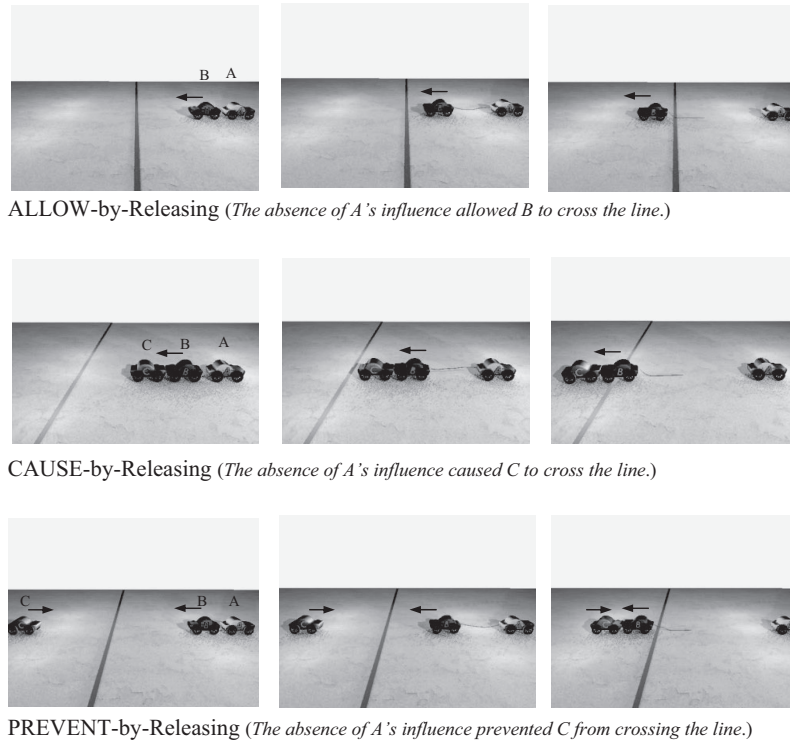 B A
ALLOW-by-Releasing (The absence of A's influence allowed B to cross the line.)
C B A
B
C B
CAUSE-by-Releasing (The absence of A's influence caused C to cross the line.)
C B A
B
PREVENT-by-Releasing (The absence of A's influence prevented C from crossing the line.)